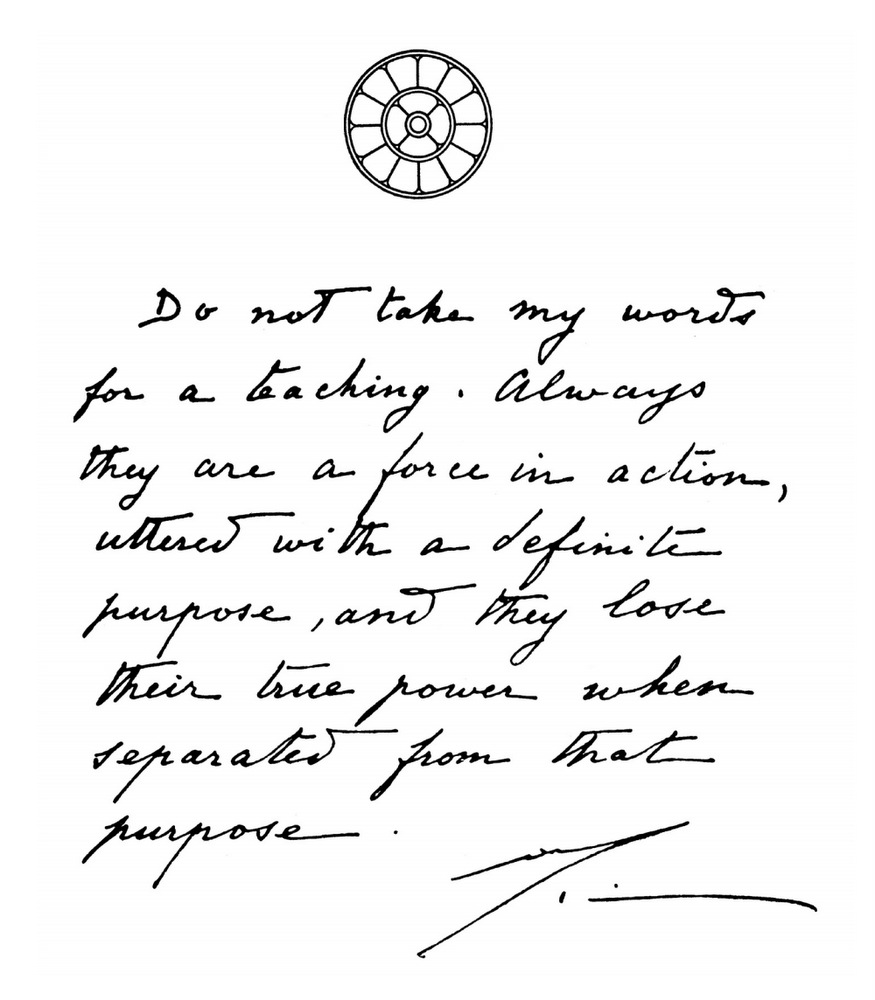 Do not take my words
for a teaching. Always
they are a force in action,
uttered with a definite
purpose, and they lose
their true power when
separated from that
purpose.